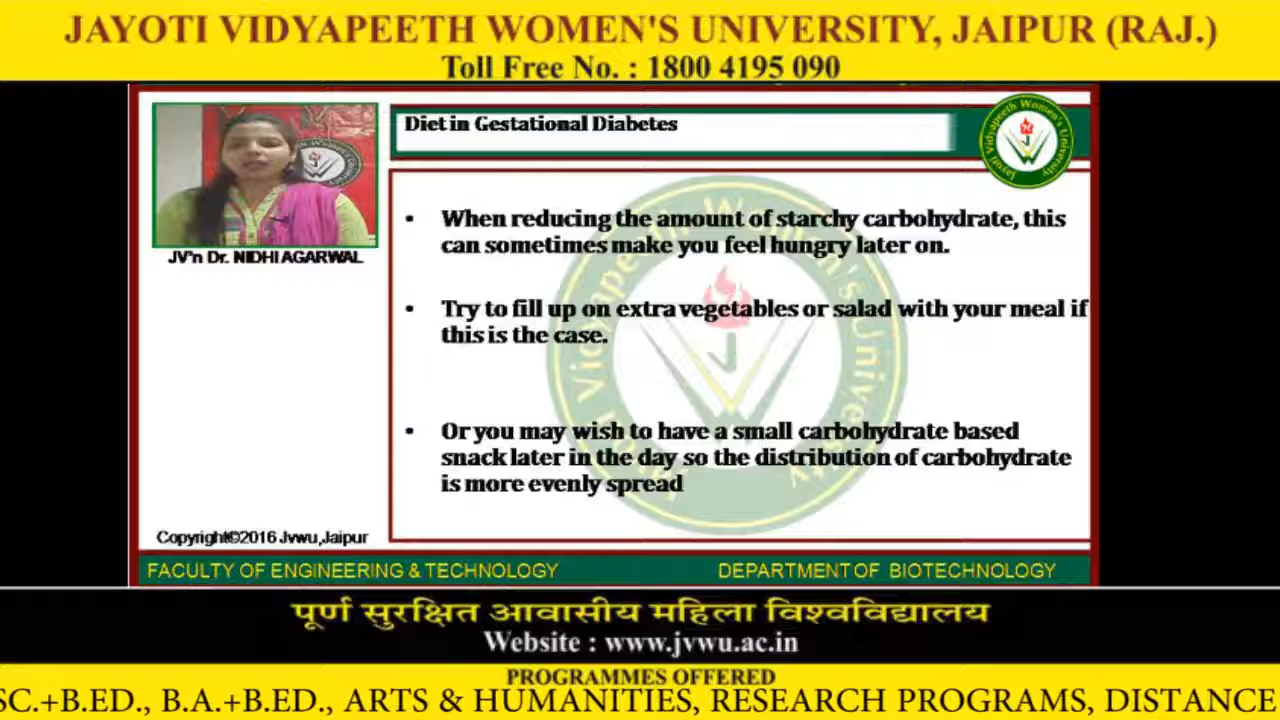 JAYOTI VIDYAPEETH WOMEN'S UNIVERSITY, JAIPUR (RAJ.)
Toll Free No. : 1800 4195 090
Diet in Gestational Diabetes
Jayoti Vidyapeeth Women's University
JV'n Dr. NIDHI AGARWAL
• When reducing the amount of starchy carbohydrate, this
can sometimes make you feel hungry later on.
• Try to fill up on extra vegetables or salad with your meal if
this is the case.
• Or you may wish to have a small carbohydrate based
snack later in the day so the distribution of carbohydrate
is more evenly spread
Copyright©2016 Jvwu,Jaipur
FACULTY OF ENGINEERING & TECHNOLOGY
DEPARTMENT OF BIOTECHNOLOGY
पूर्ण सुरक्षित आवासीय महिला विश्वविद्यालय
Website : www.jvwu.ac.in
PROGRAMMES OFFERED
SC.+B.ED., B.A.+B.ED., ARTS & HUMANITIES, RESEARCH PROGRAMS, DISTANCE